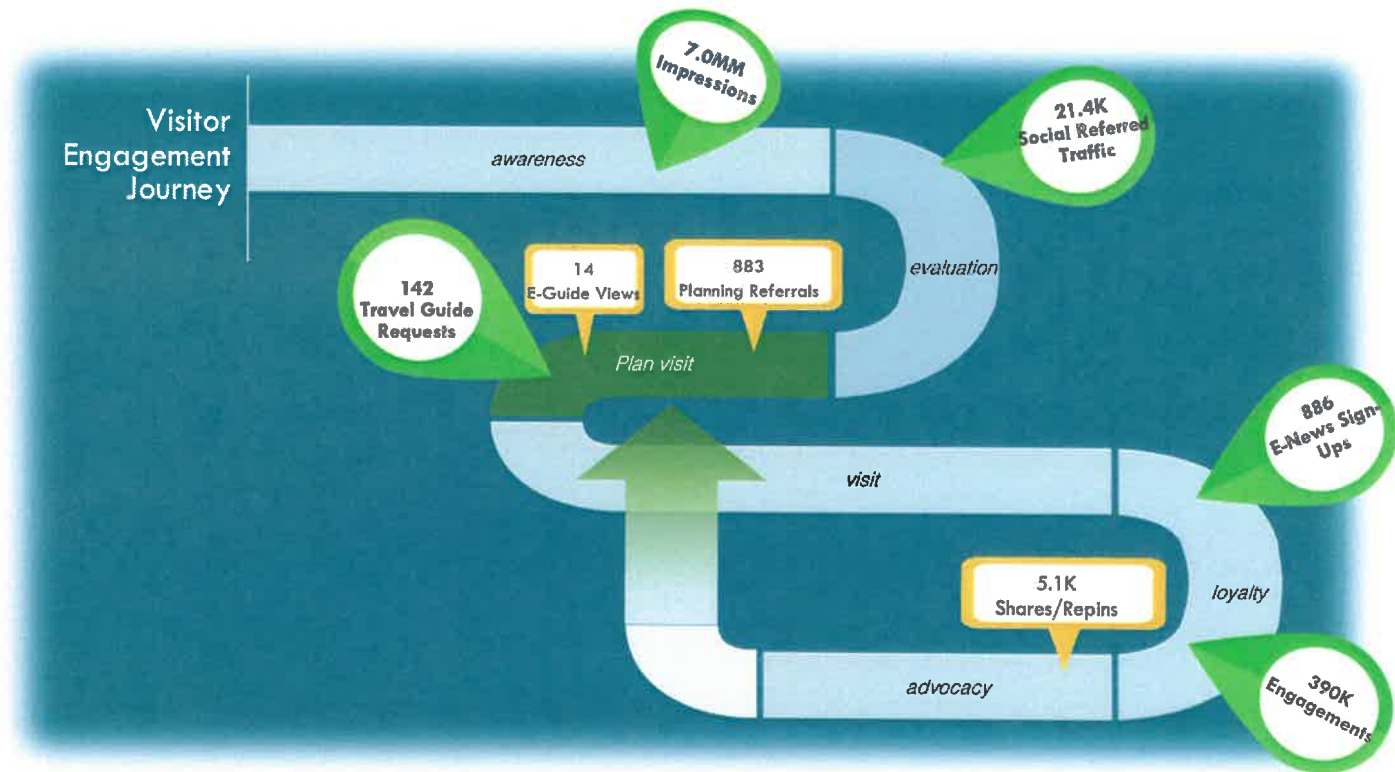 Visitor
Engagement
Journey
7.0MM
Impressions
awareness
21.4K
Social Referred
Traffic
evaluation
142
Travel Guide
Requests
14
E-Guide Views
883
Planning Referrals
Plan visit
visit
886
E-News Sign-
Ups
loyalty
5.1K
Shares/Repins
advocacy
390K
Engagements